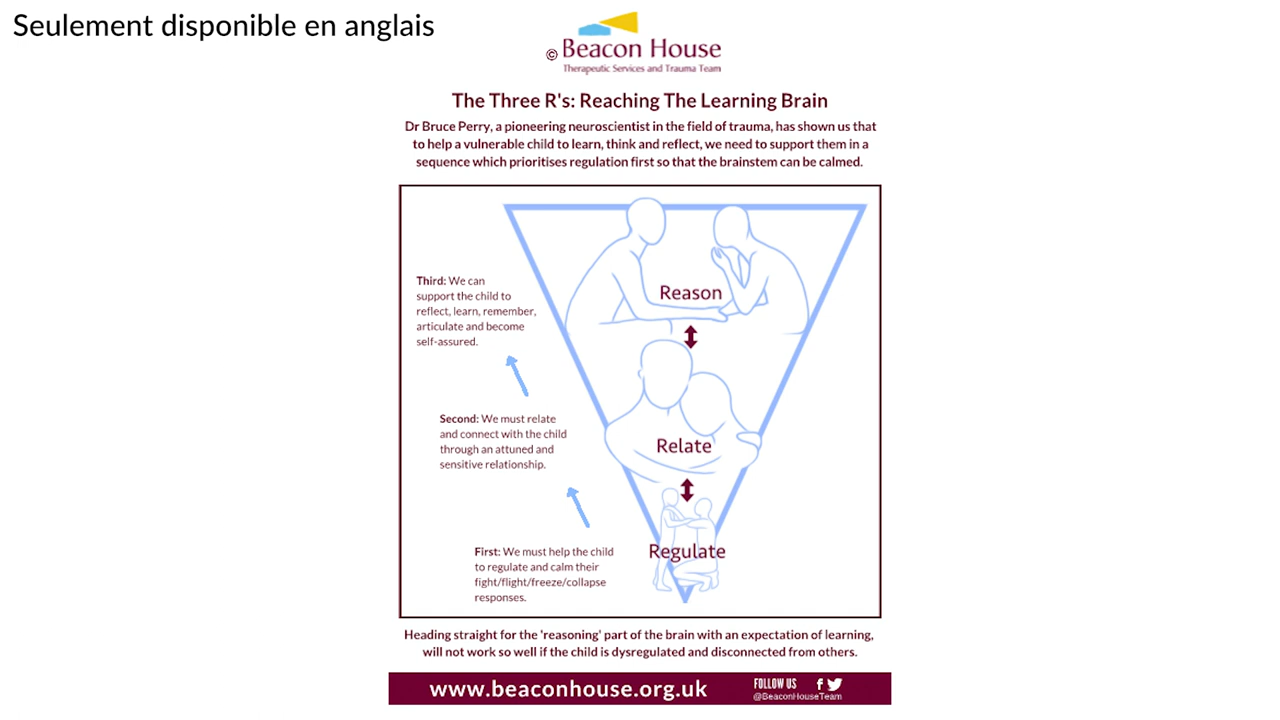 Seulement disponible en anglais
© Beacon House
Therapeutic Services and Trauma Team
The Three R's: Reaching The Learning Brain
Dr Bruce Perry, a pioneering neuroscientist in the field of trauma, has shown us that
to help a vulnerable child to learn, think and reflect, we need to support them in a
sequence which prioritises regulation first so that the brainstem can be calmed.
Reason
Third: We can
support the child to
reflect, learn, remember,
articulate and become
self-assured.
Second: We must relate
and connect with the child
through an attuned and
sensitive relationship.
Relate
First: We must help the child
to regulate and calm their
fight/flight/freeze/collapse
responses.
Regulate
Heading straight for the 'reasoning' part of the brain with an expectation of learning,
will not work so well if the child is dysregulated and disconnected from others.
www.beaconhouse.org.uk
FOLLOW US
@BeaconHouseTeam